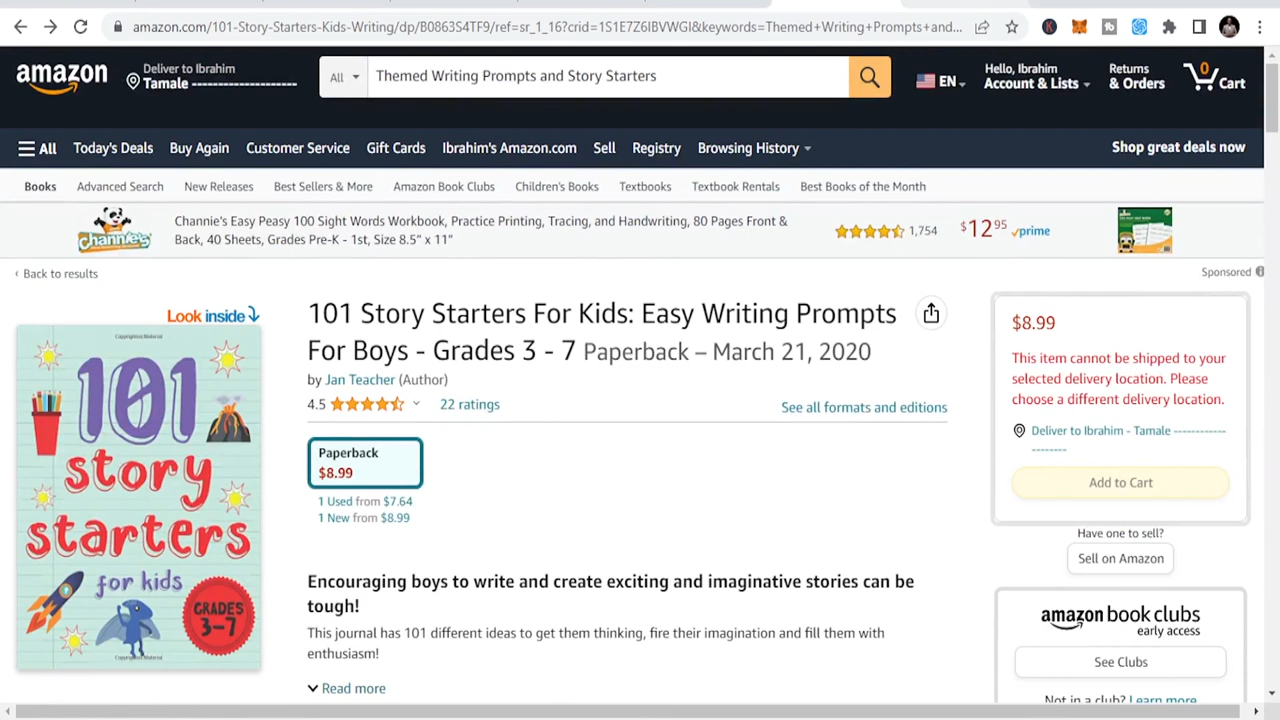 amazon.com/101-Story-Starters-Kids-Writing/dp/B0863S4TF9/ref=sr_1_16?crid=1S1E7Z6IBVWGI&keywords=Themed+Writing+Prompts+and...
amazon
Deliver to Ibrahim
Tamale ------------------
All
Themed Writing Prompts and Story Starters
EN
Hello, Ibrahim
Account & Lists
Returns
& Orders
0
Cart
All
Today's Deals
Buy Again
Customer Service
Gift Cards
Ibrahim's Amazon.com
Sell
Registry
Browsing History
Shop great deals now
Books
Advanced Search
New Releases
Best Sellers & More
Amazon Book Clubs
Children's Books
Textbooks
Textbook Rentals
Best Books of the Month
Channie's
Channie's Easy Peasy 100 Sight Words Workbook, Practice Printing, Tracing, and Handwriting, 80 Pages Front &
Back, 40 Sheets, Grades Pre-K - 1st, Size 8.5" x 11"
1,754
$12 95
prime
‹ Back to results
Sponsored
Look inside
101
story
starters
for kids
GRADES
3-7
101 Story Starters For Kids: Easy Writing Prompts
For Boys - Grades 3 - 7 Paperback – March 21, 2020
by Jan Teacher (Author)
4.5
22 ratings
See all formats and editions
Paperback
$8.99
1 Used from $7.64
1 New from $8.99
Encouraging boys to write and create exciting and imaginative stories can be
tough!
This journal has 101 different ideas to get them thinking, fire their imagination and fill them with
enthusiasm!
Read more
$8.99
This item cannot be shipped to your
selected delivery location. Please
choose a different delivery location.
Deliver to Ibrahim - Tamale -----------
--------
Add to Cart
Have one to sell?
Sell on Amazon
amazon book clubs
early access
See Clubs
Not in a club? Learn more